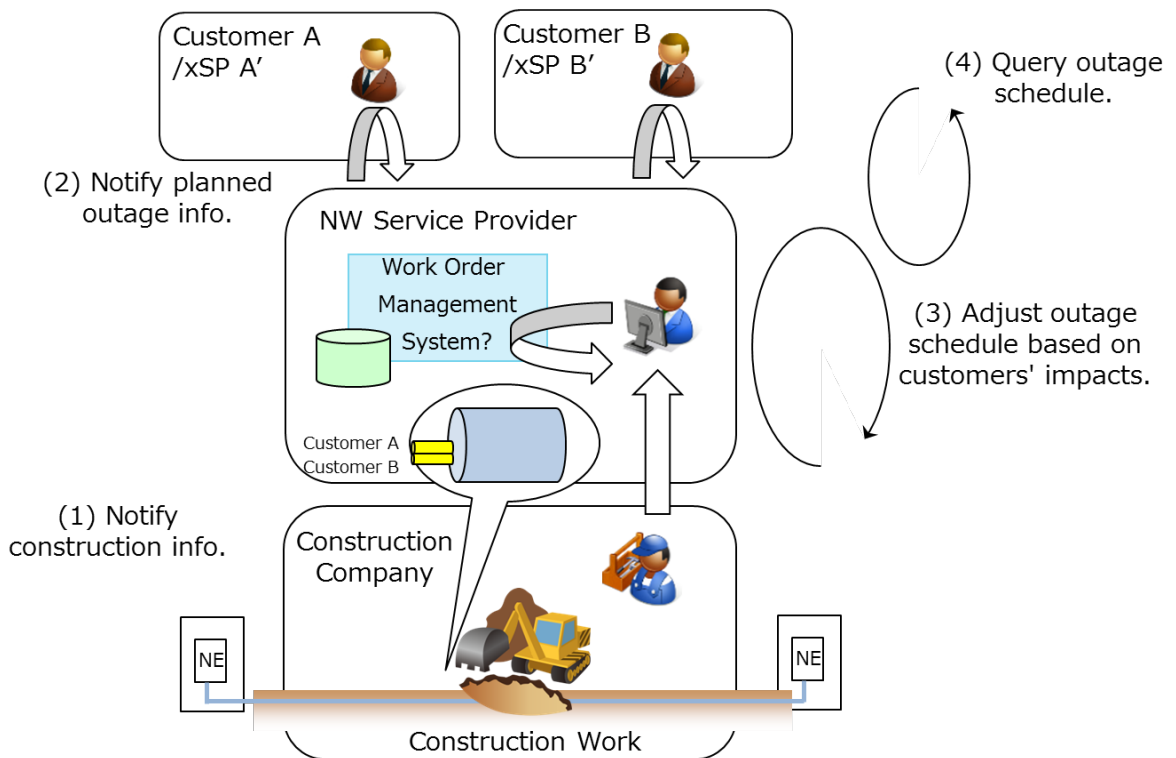 Customer A
/xSP A’
Customer B
/xSP B’
(4) Query outage
schedule.
(2) Notify planned
outage info.
NW Service Provider
Work Order
Management
System?
(3) Adjust outage
schedule based on
customers' impacts.
Customer A
Customer B
(1) Notify
construction info.
Construction
Company
NE
NE
Construction Work